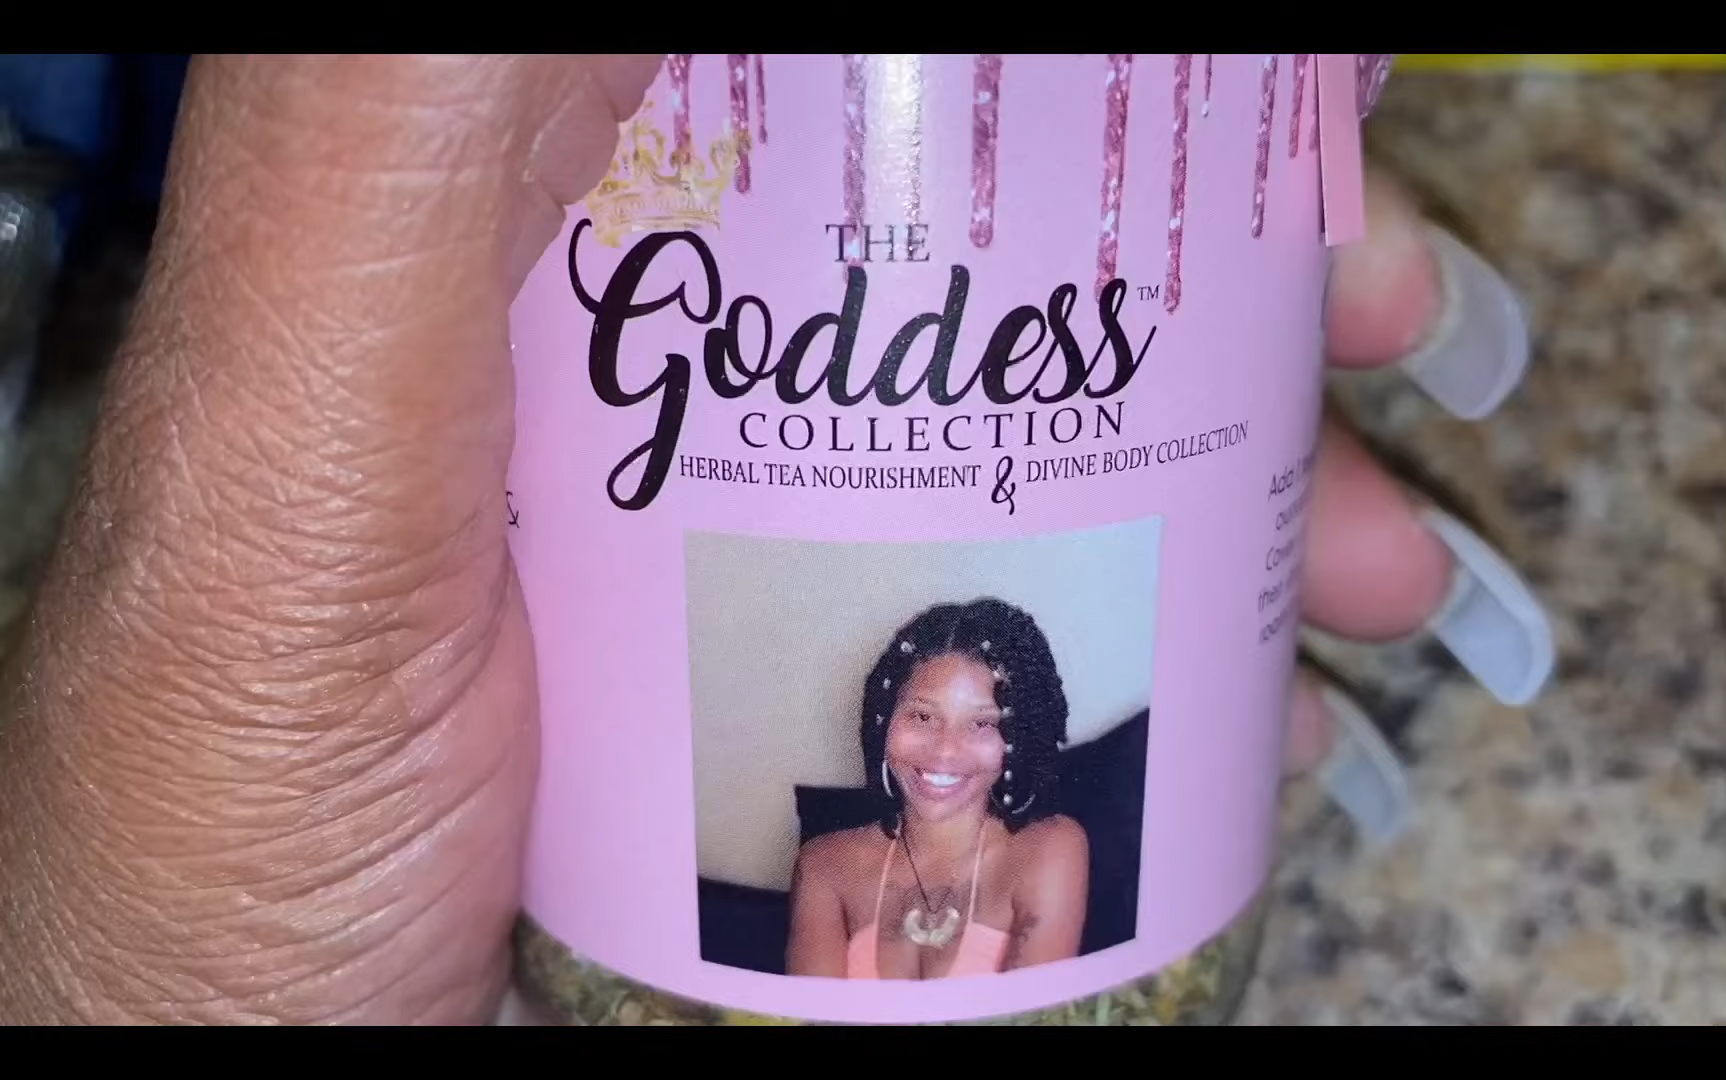 THE
Goddess™
COLLECTION
HERBAL TEA NOURISHMENT & DIVINE BODY COLLECTION
&